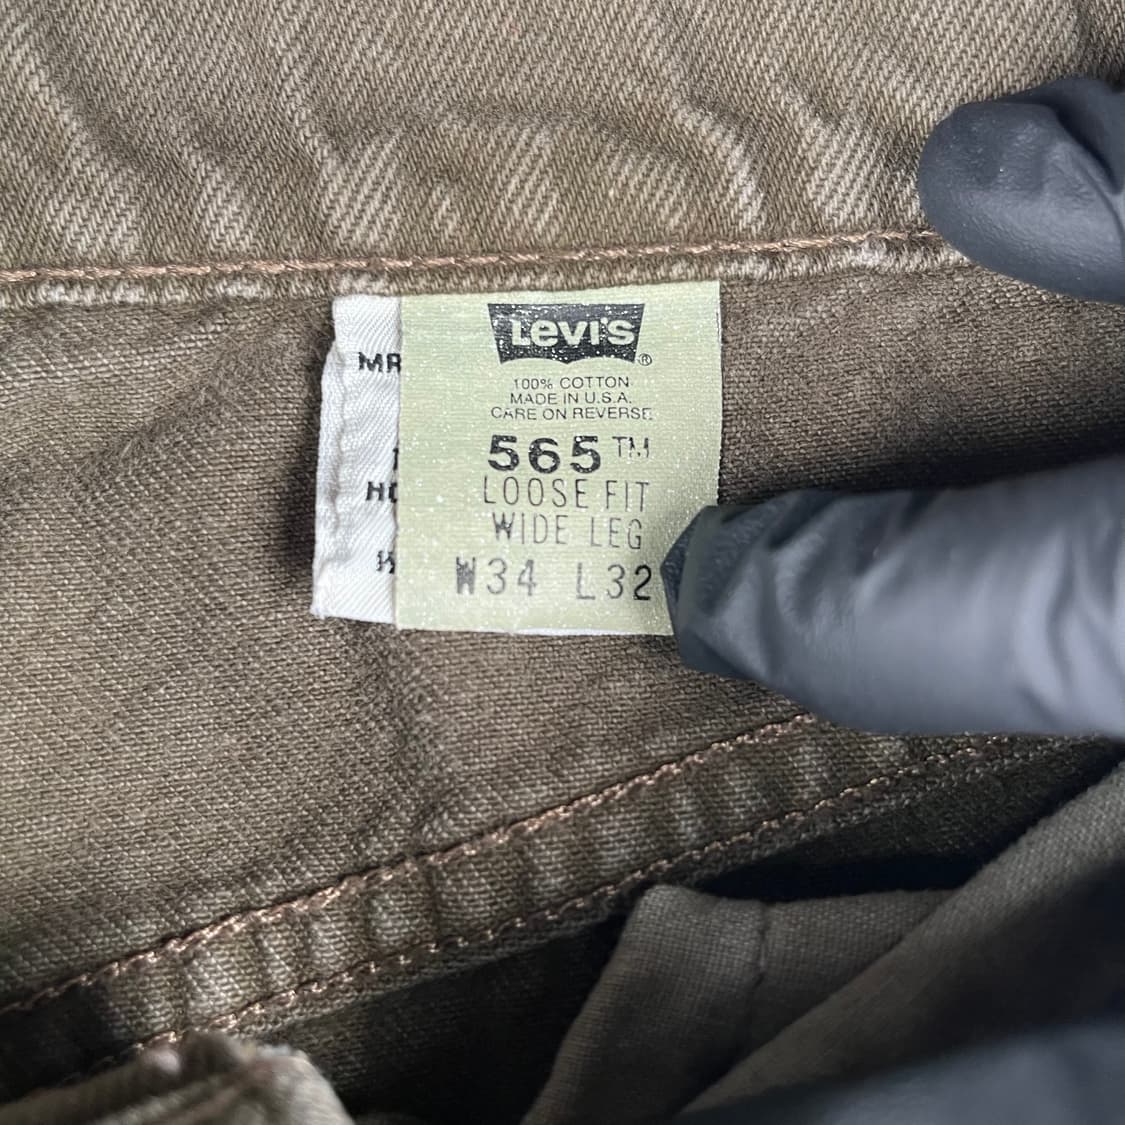 Levi's®
100% COTTON
MADE IN U.S.A.
CARE ON REVERSE
565™
LOOSE FIT
WIDE LEG
W34 L32